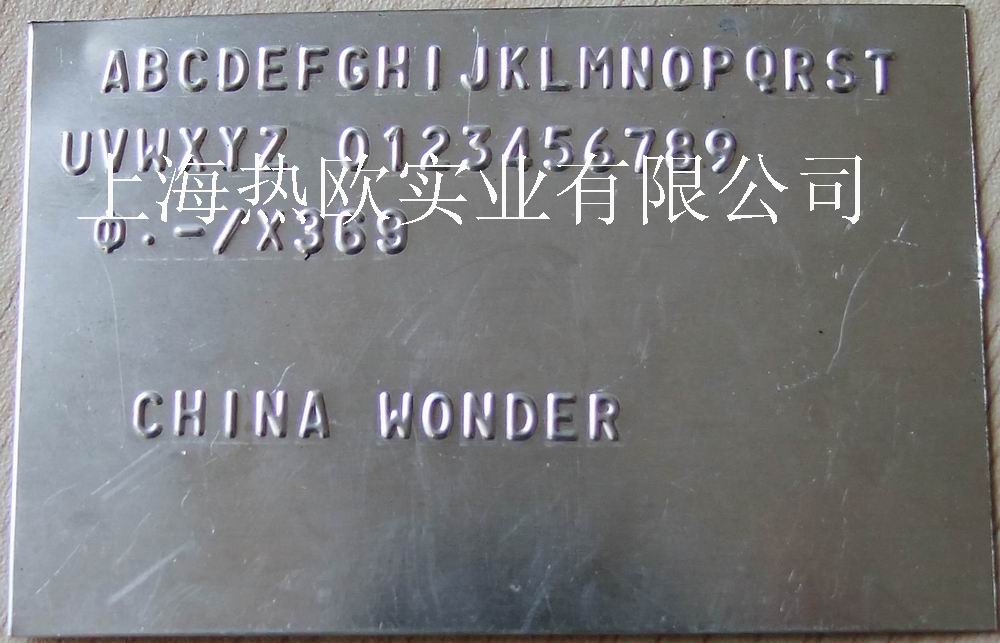 ABCDEFGHIJKLMNOPQRST
UVWXYZ 0123456789
上海热欧实业有限公司
Φ.-/X369
CHINA WONDER